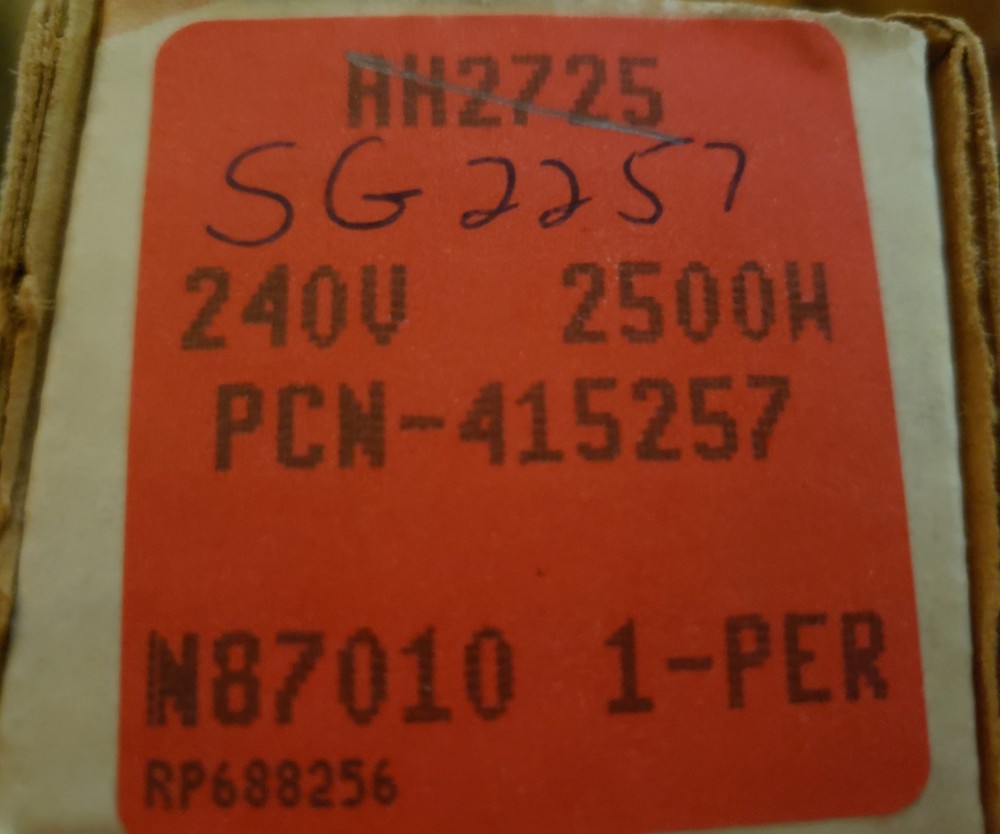 AH2725
SG2257
240V 2500W
PCN-415257
N87010 1-PER
RP688256